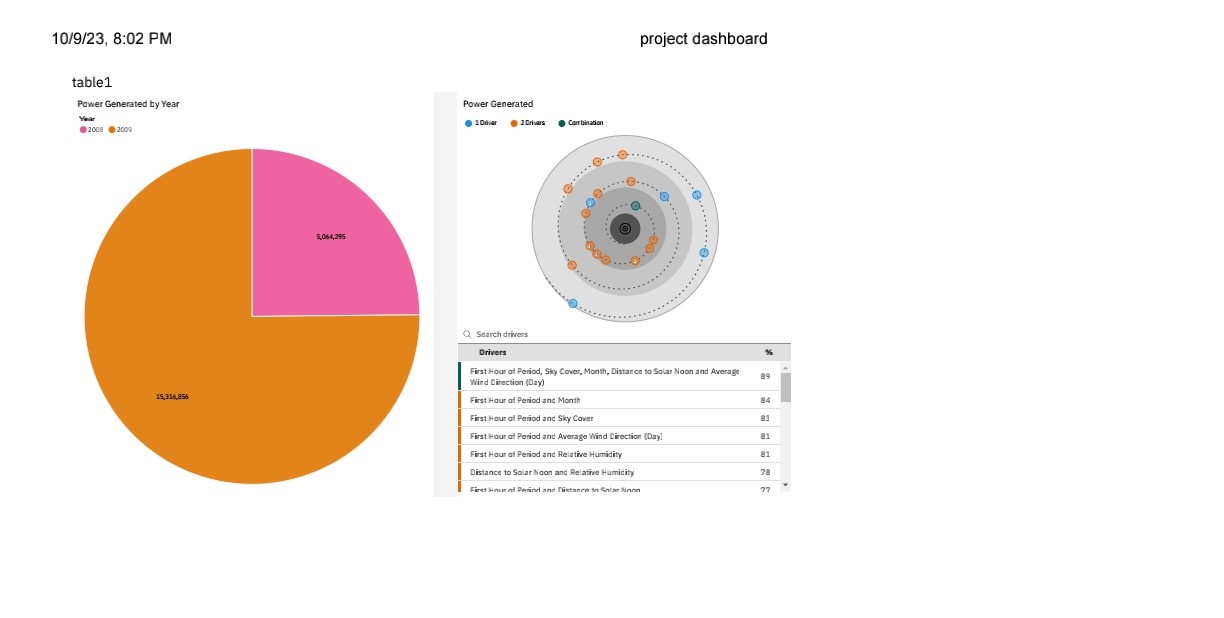 10/9/23, 8:02 PM
project dashboard
table1
Power Generated by Year
Year
2008 2009
5,064,295
15,316,856
Power Generated
1 Driver 2 Drivers Combination
Search drivers
Drivers %
First Hour of Period, Sky Cover, Month, Distance to Solar Noon and Average
Wind Direction (Day) 89
First Hour of Period and Month 84
First Hour of Period and Sky Cover 83
First Hour of Period and Average Wind Direction (Day) 81
First Hour of Period and Relative Humidity 81
Distance to Solar Noon and Relative Humidity 78
First Hour of Period and Distance to Solar Noon 77